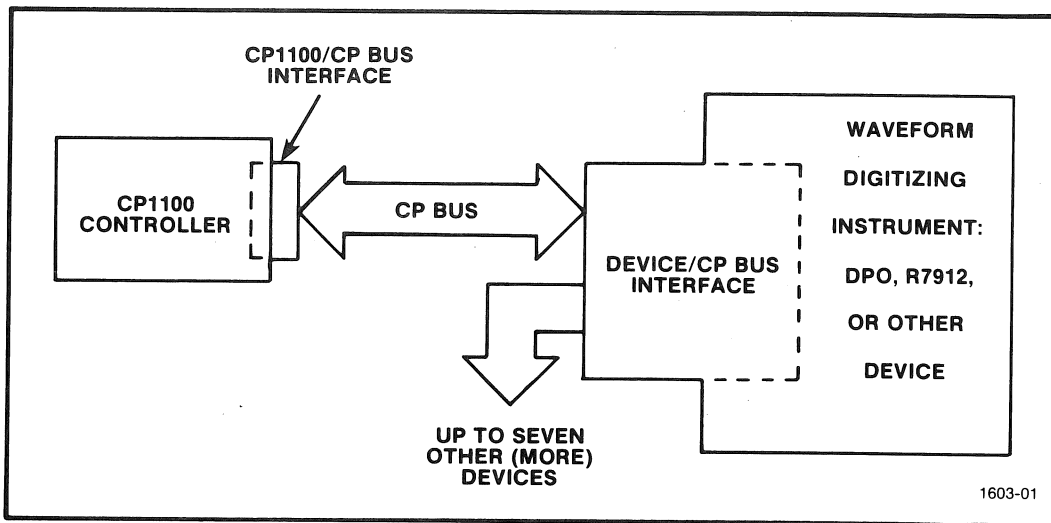 CP1100/CP BUS
INTERFACE
CP1100
CONTROLLER
CP BUS
DEVICE/CP BUS
INTERFACE
WAVEFORM
DIGITIZING
INSTRUMENT:
DPO, R7912,
OR OTHER
DEVICE
UP TO SEVEN
OTHER (MORE)
DEVICES
1603-01